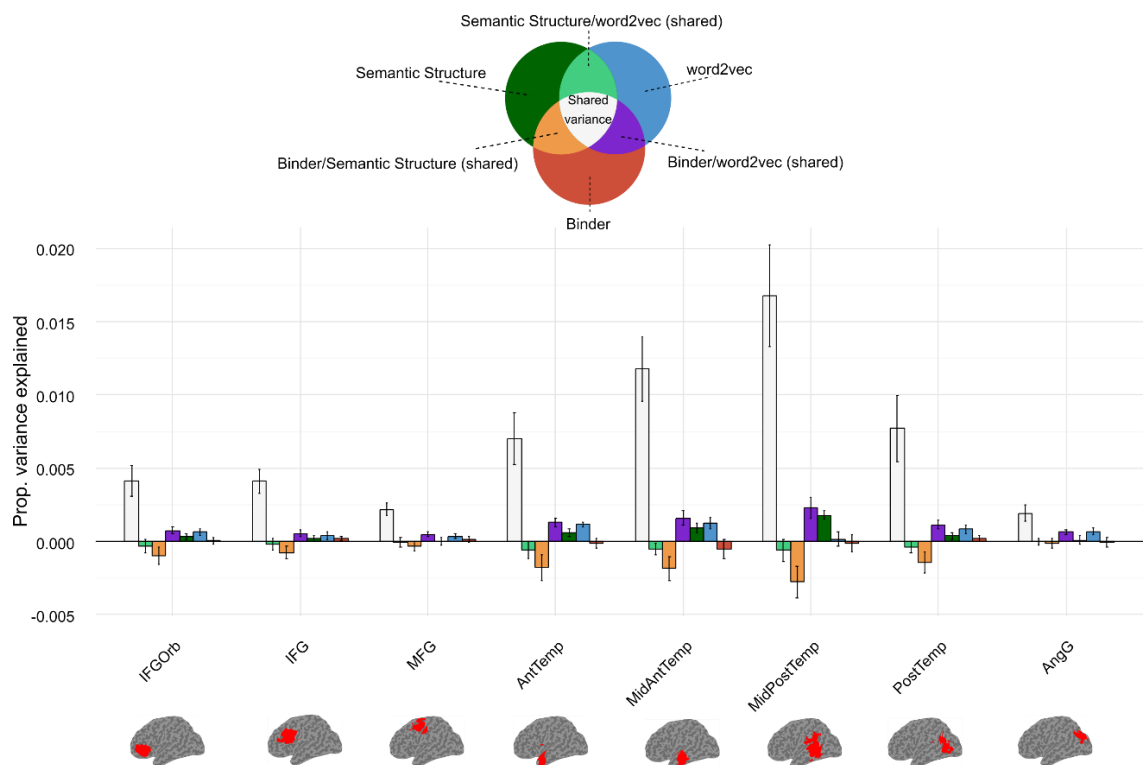 Semantic Structure/word2vec (shared)
Semantic Structure
word2vec
Shared
variance
Binder/Semantic Structure (shared)
Binder/word2vec (shared)
Binder
Prop. variance explained
0.020
0.015
0.010
0.005
0.000
-0.005
IFGOrb
IFG
MFG
AntTemp
MidAntTemp
MidPostTemp
PostTemp
AngG